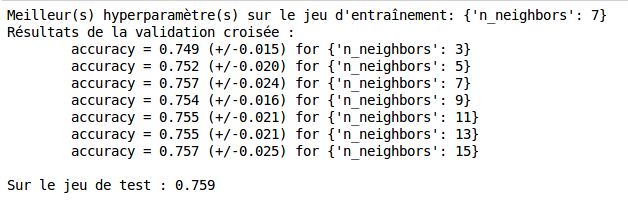 Meilleur(s) hyperparamètre(s) sur le jeu d'entraînement: {'n_neighbors': 7}
Résultats de la validation croisée :
accuracy = 0.749 (+/-0.015) for {'n_neighbors': 3}
accuracy = 0.752 (+/-0.020) for {'n_neighbors': 5}
accuracy = 0.757 (+/-0.024) for {'n_neighbors': 7}
accuracy = 0.754 (+/-0.016) for {'n_neighbors': 9}
accuracy = 0.755 (+/-0.021) for {'n_neighbors': 11}
accuracy = 0.755 (+/-0.021) for {'n_neighbors': 13}
accuracy = 0.757 (+/-0.025) for {'n_neighbors': 15}
Sur le jeu de test : 0.759